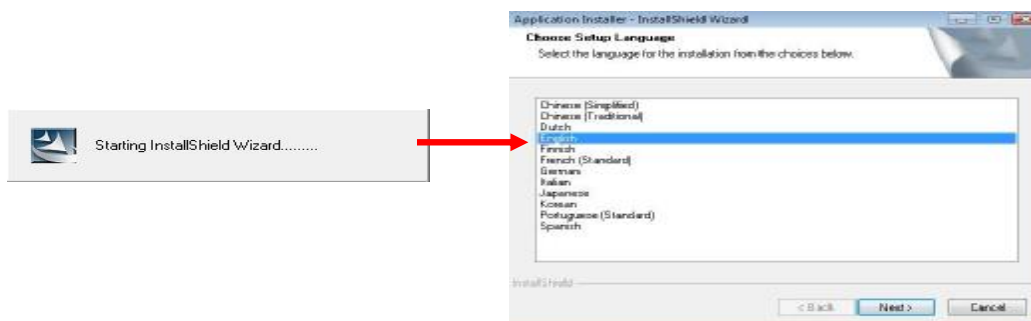 Starting InstallShield Wizard.........
Application Installer - InstallShield Wizard
Choose Setup Language
Select the language for the installation from the choices below.
Chinese (Simplified)
Chinese (Traditional)
Dutch
English
Finnish
French (Standard)
German
Italian
Japanese
Korean
Portuguese (Standard)
Spanish
InstallShield
< Back
Next >
Cancel